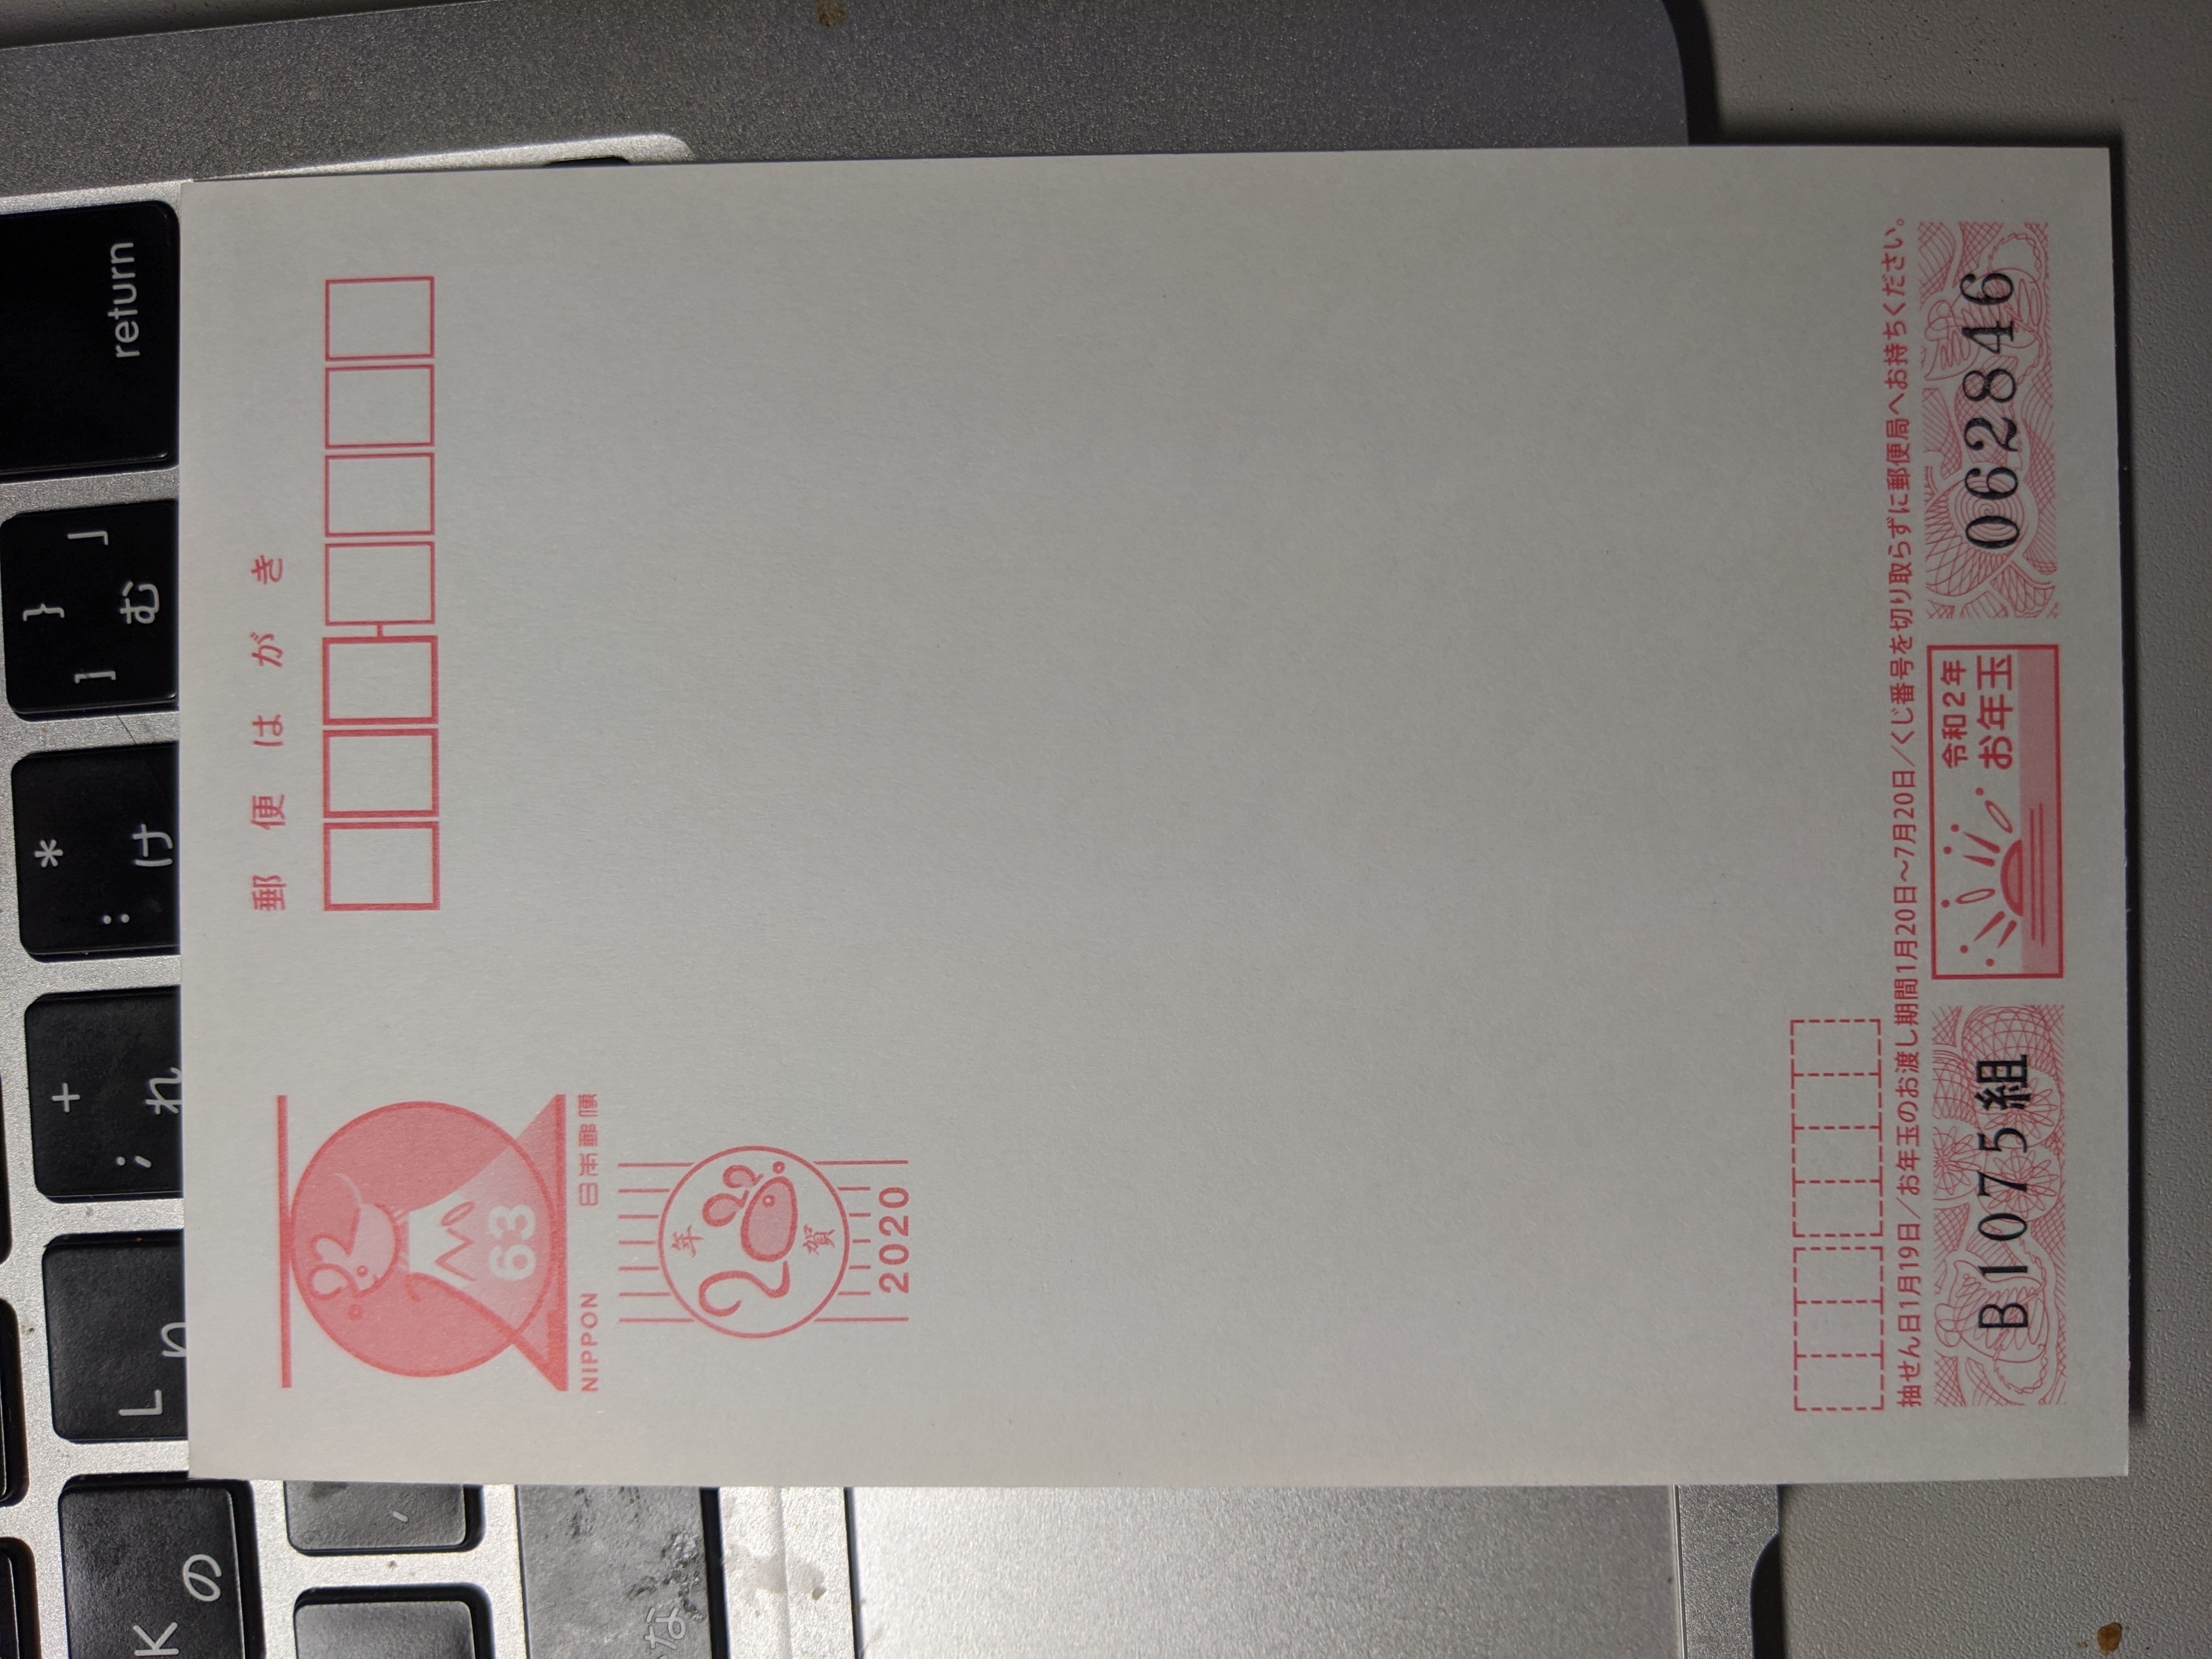 +
*
}
K
L
;
:
]
」
return
の
り
れ
け
む
かな
郵便はがき
63
NIPPON 日本郵便
年
賀
2020
抽せん日1月19日／お年玉のお渡し期間1月20日～7月20日／くじ番号を切り取らずに郵便局へお持ちください。
B1075組
令和2年
お年玉
062846